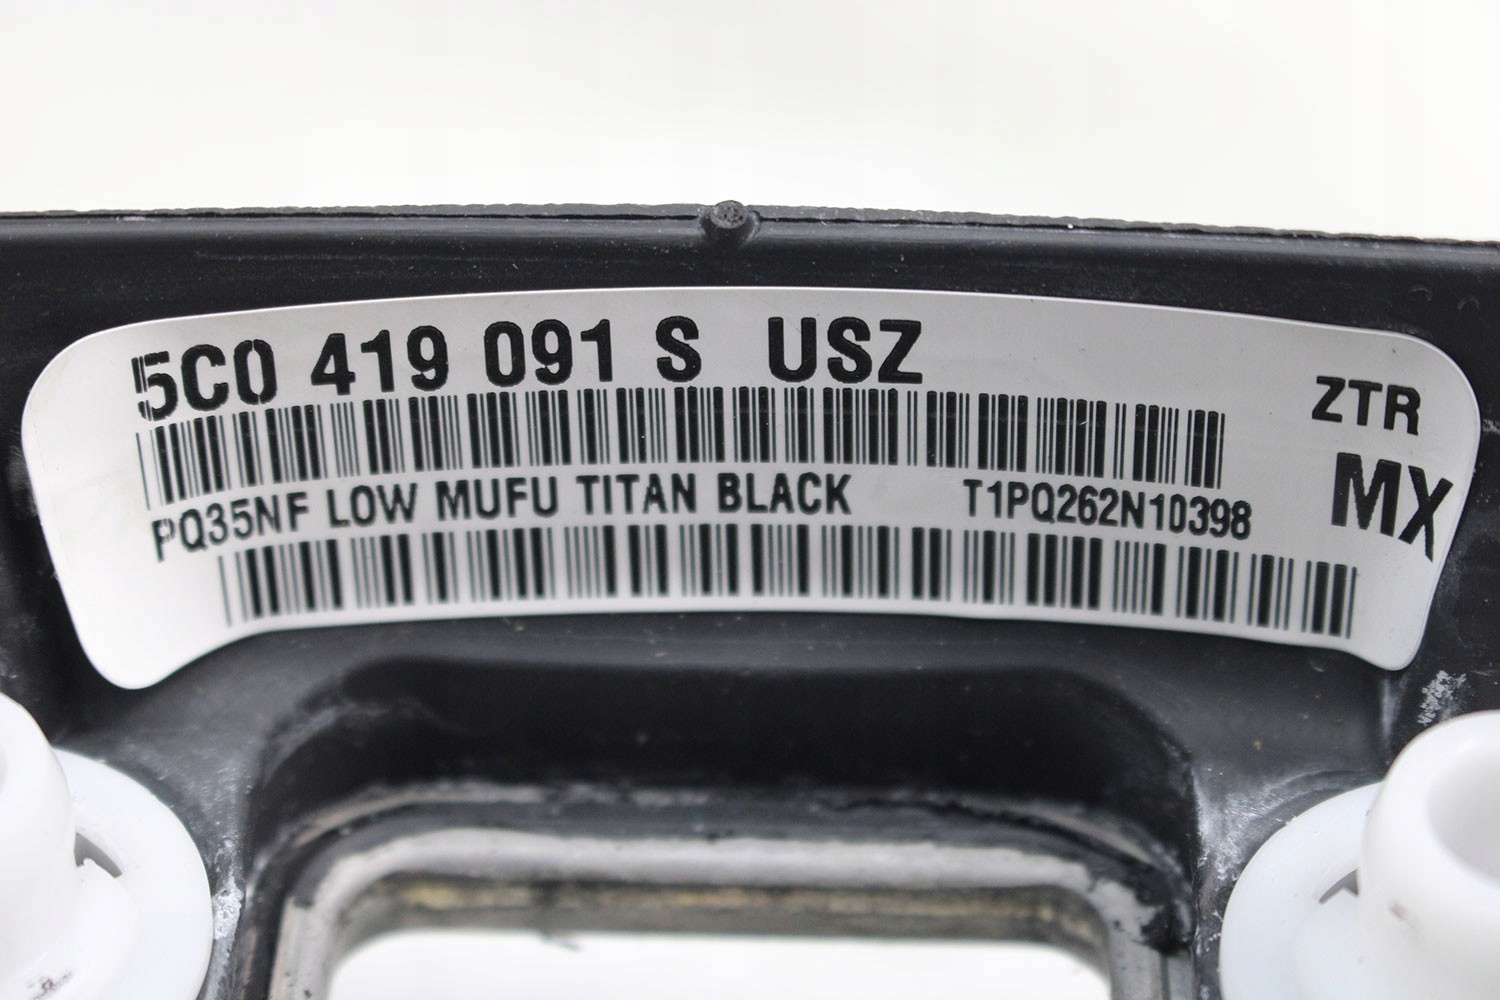 5C0 419 091 S USZ
ZTR
MX
PQ35NF LOW MUFU TITAN BLACK T1PQ262N10398